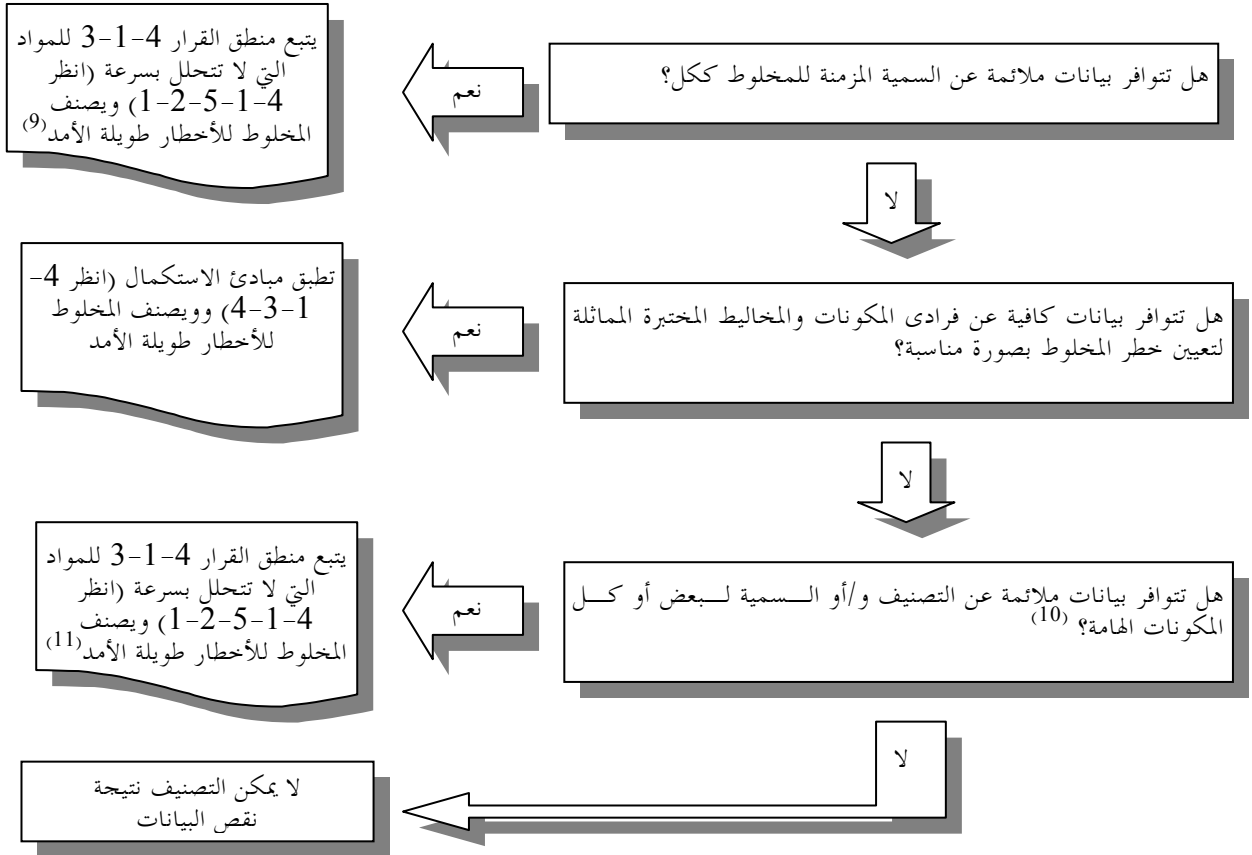 هل تتوافر بيانات ملائمة عن السمية المزمنة للمخلوط ككل؟
نعم
يتبع منطق القرار 4-1-3 للمواد
التي لا تتحلل بسرعة (انظر
4-1-5-2-1) ويصنف
المخلوط للأخطار طويلة الأمد(9)
لا
هل تتوافر بيانات كافية عن فرادى المكونات والمخاليط المختبرة المماثلة
لتعيين خطر المخلوط بصورة مناسبة؟
نعم
تطبق مبادئ الاستكمال (انظر 4-
1-3-4) وويصنف المخلوط
للأخطار طويلة الأمد
لا
هل تتوافر بيانات ملائمة عن التصنيف و/أو الـــسمية لـــبعض أو كـــل
المكونات الهامة؟ (10)
نعم
يتبع منطق القرار 4-1-3 للمواد
التي لا تتحلل بسرعة (انظر
4-1-5-2-1) ويصنف
المخلوط للأخطار طويلة الأمد(11)
لا
لا يمكن التصنيف نتيجة
نقص البيانات